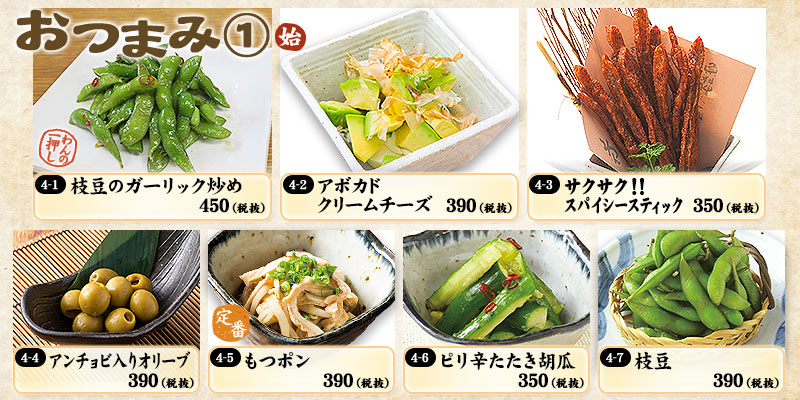 おつまみ① 始
わんの一押し
4-1 枝豆のガーリック炒め
450(税抜)
4-2 アボカド
クリームチーズ 390(税抜)
4-3 サクサク!!
スパイシースティック 350(税抜)
4-4 アンチョビ入りオリーブ
390(税抜)
定番
4-5 もつポン
390(税抜)
4-6 ピリ辛たたき胡瓜
350(税抜)
4-7 枝豆
390(税抜)